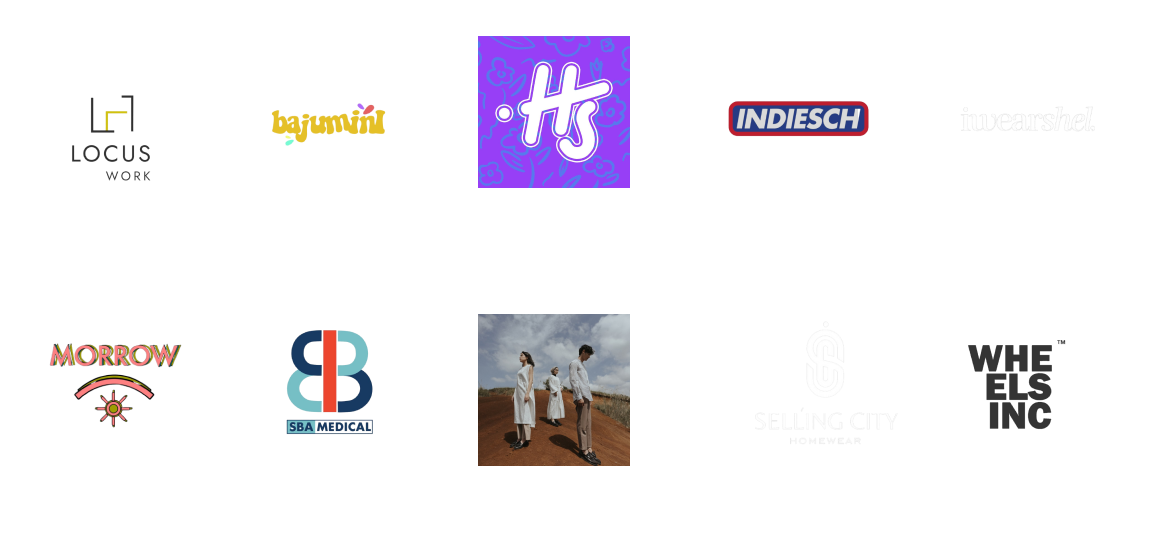 LOCUS
WORK
bajumini
HS
INDIESCH
iwearshel.
MORROW
SBA MEDICAL
SELLING CITY
HOMEWEAR
WHE ™
ELS
INC